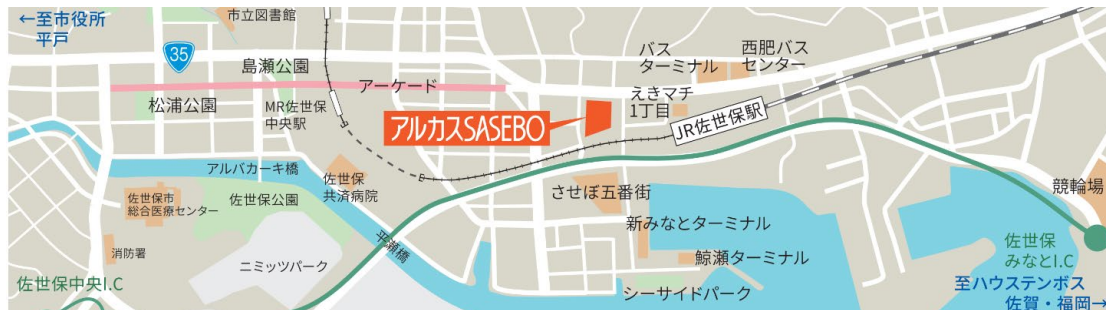 ←至市役所
平戸
市立図書館
35
島瀬公園
アーケード
バス
ターミナル
西肥バス
センター
松浦公園
MR佐世保
中央駅
えきマチ
1丁目
アルカスSASEBO
JR佐世保駅
アルバカーキ橋
佐世保
共済病院
させぼ五番街
競輪場
佐世保市
総合医療センター
佐世保公園
新みなとターミナル
平瀬橋
消防署
ニミッツパーク
鯨瀬ターミナル
佐世保
みなとI.C
佐世保中央I.C
シーサイドパーク
至ハウステンボス
佐賀・福岡→